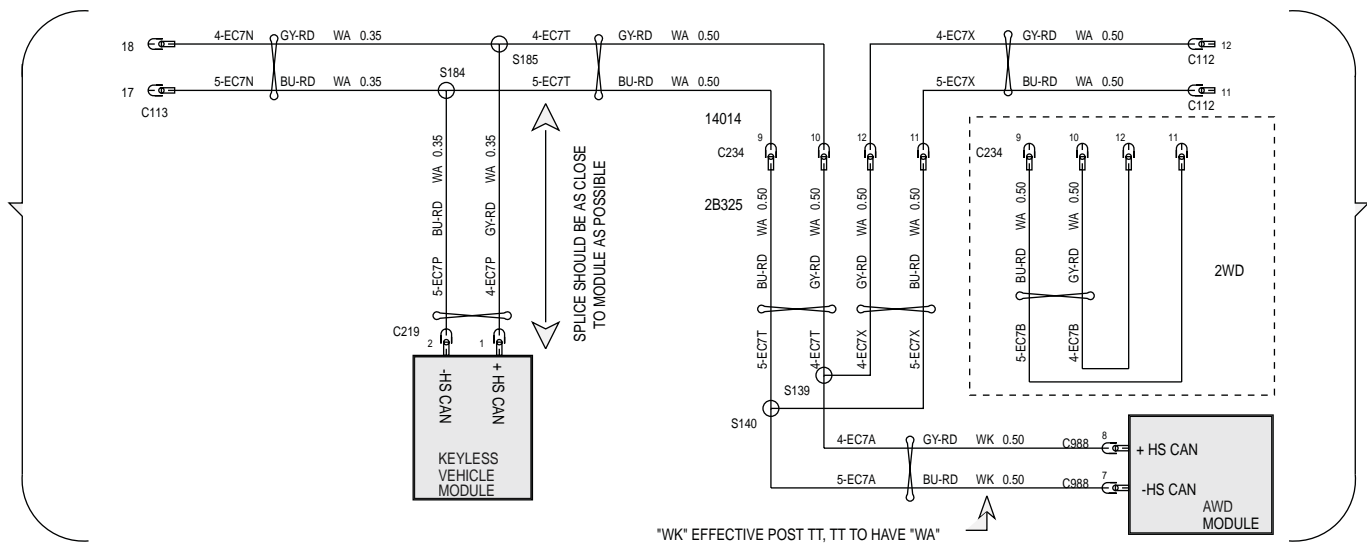 18 4-EC7N GY-RD WA 0.35 S185 4-EC7T GY-RD WA 0.50 4-EC7X GY-RD WA 0.50 12
C112
17 5-EC7N BU-RD WA 0.35 S184 5-EC7T BU-RD WA 0.50 5-EC7X BU-RD WA 0.50 11
C113
C112
14014
C234 9 10 12 11
C234 9 10 12 11
2B325
5-EC7P BU-RD WA 0.35
4-EC7P GY-RD WA 0.35
SPLICE SHOULD BE AS CLOSE
TO MODULE AS POSSIBLE
5-EC7T BU-RD WA 0.50
4-EC7T GY-RD WA 0.50
4-EC7X GY-RD WA 0.50
5-EC7X BU-RD WA 0.50
5-EC7B BU-RD WA 0.50
4-EC7B GY-RD WA 0.50
2WD
C219 2 1
-HS CAN
+ HS CAN
KEYLESS
VEHICLE
MODULE
S139
S140
4-EC7A GY-RD WK 0.50 C988 8 + HS CAN
5-EC7A BU-RD WK 0.50 C988 7 -HS CAN
AWD
MODULE
"WK" EFFECTIVE POST TT, TT TO HAVE "WA"